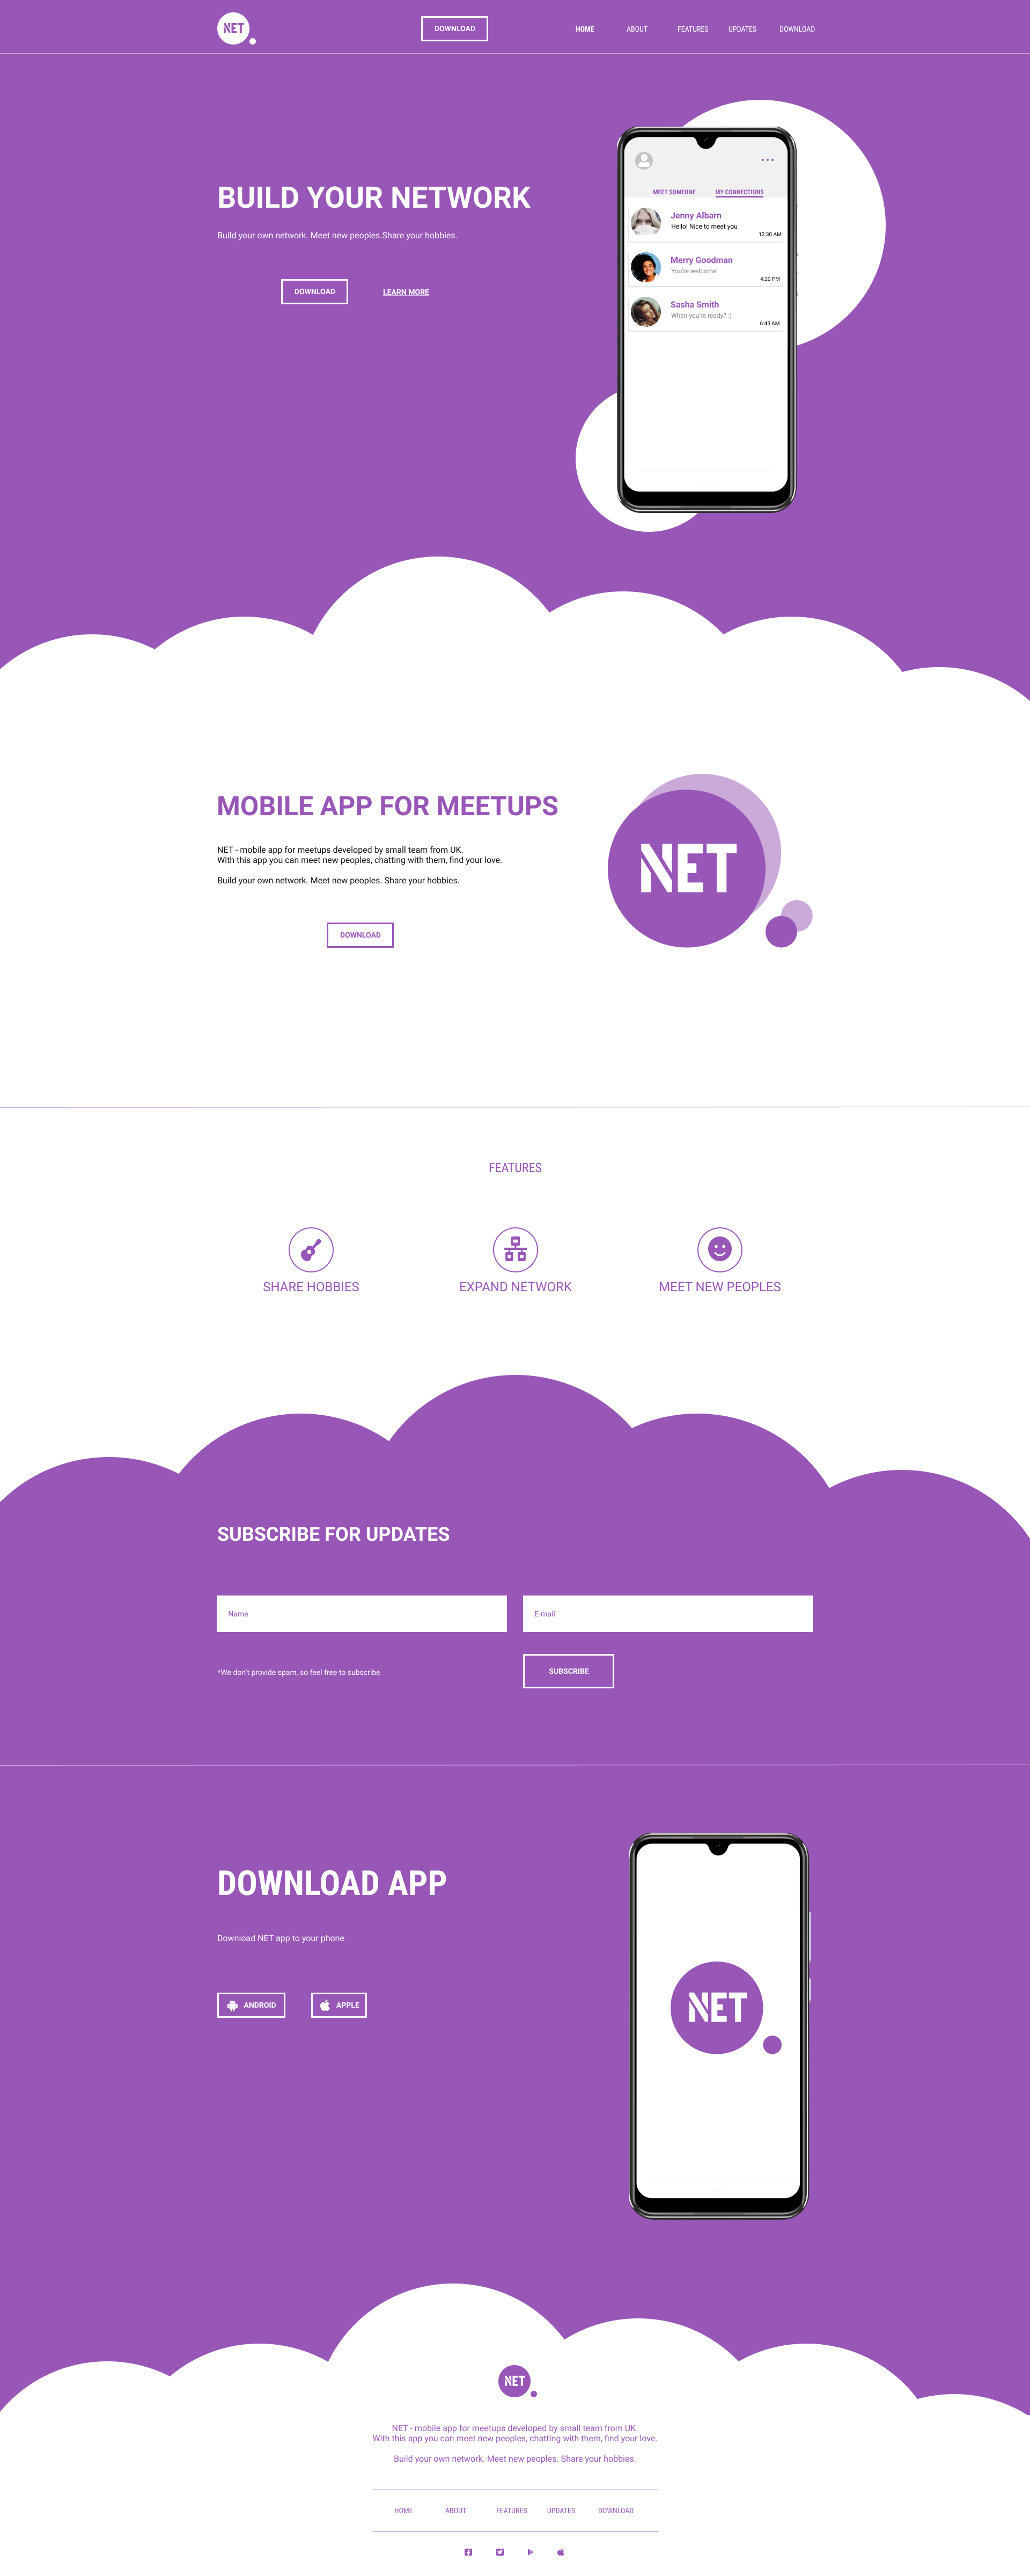 NET
DOWNLOAD
HOME ABOUT FEATURES UPDATES DOWNLOAD
BUILD YOUR NETWORK
Build your own network. Meet new peoples.Share your hobbies.
DOWNLOAD LEARN MORE
MEET SOMEONE MY CONNECTIONS
Jenny Albarn
Hello! Nice to meet you
12:30 AM
Merry Goodman
You're welcome
4:20 PM
Sasha Smith
When you're ready? :)
6:45 AM
MOBILE APP FOR MEETUPS
NET - mobile app for meetups developed by small team from UK.
With this app you can meet new peoples, chatting with them, find your love.
Build your own network. Meet new peoples. Share your hobbies.
DOWNLOAD
NET
FEATURES
SHARE HOBBIES EXPAND NETWORK MEET NEW PEOPLES
SUBSCRIBE FOR UPDATES
Name E-mail
*We don't provide spam, so feel free to subscribe
SUBSCRIBE
DOWNLOAD APP
Download NET app to your phone
ANDROID APPLE
NET
NET
NET - mobile app for meetups developed by small team from UK.
With this app you can meet new peoples, chatting with them, find your love.
Build your own network. Meet new peoples. Share your hobbies.
HOME ABOUT FEATURES UPDATES DOWNLOAD